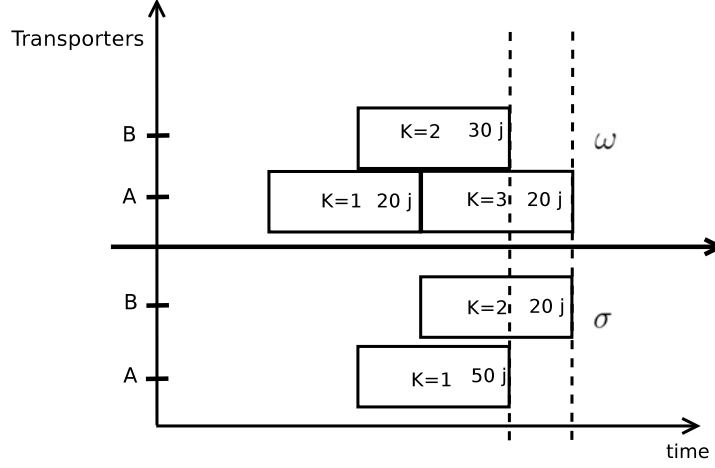 Transporters
B K=2 30 j ω
A K=1 20 j K=3 20 j
B K=2 20 j σ
A K=1 50 j
time